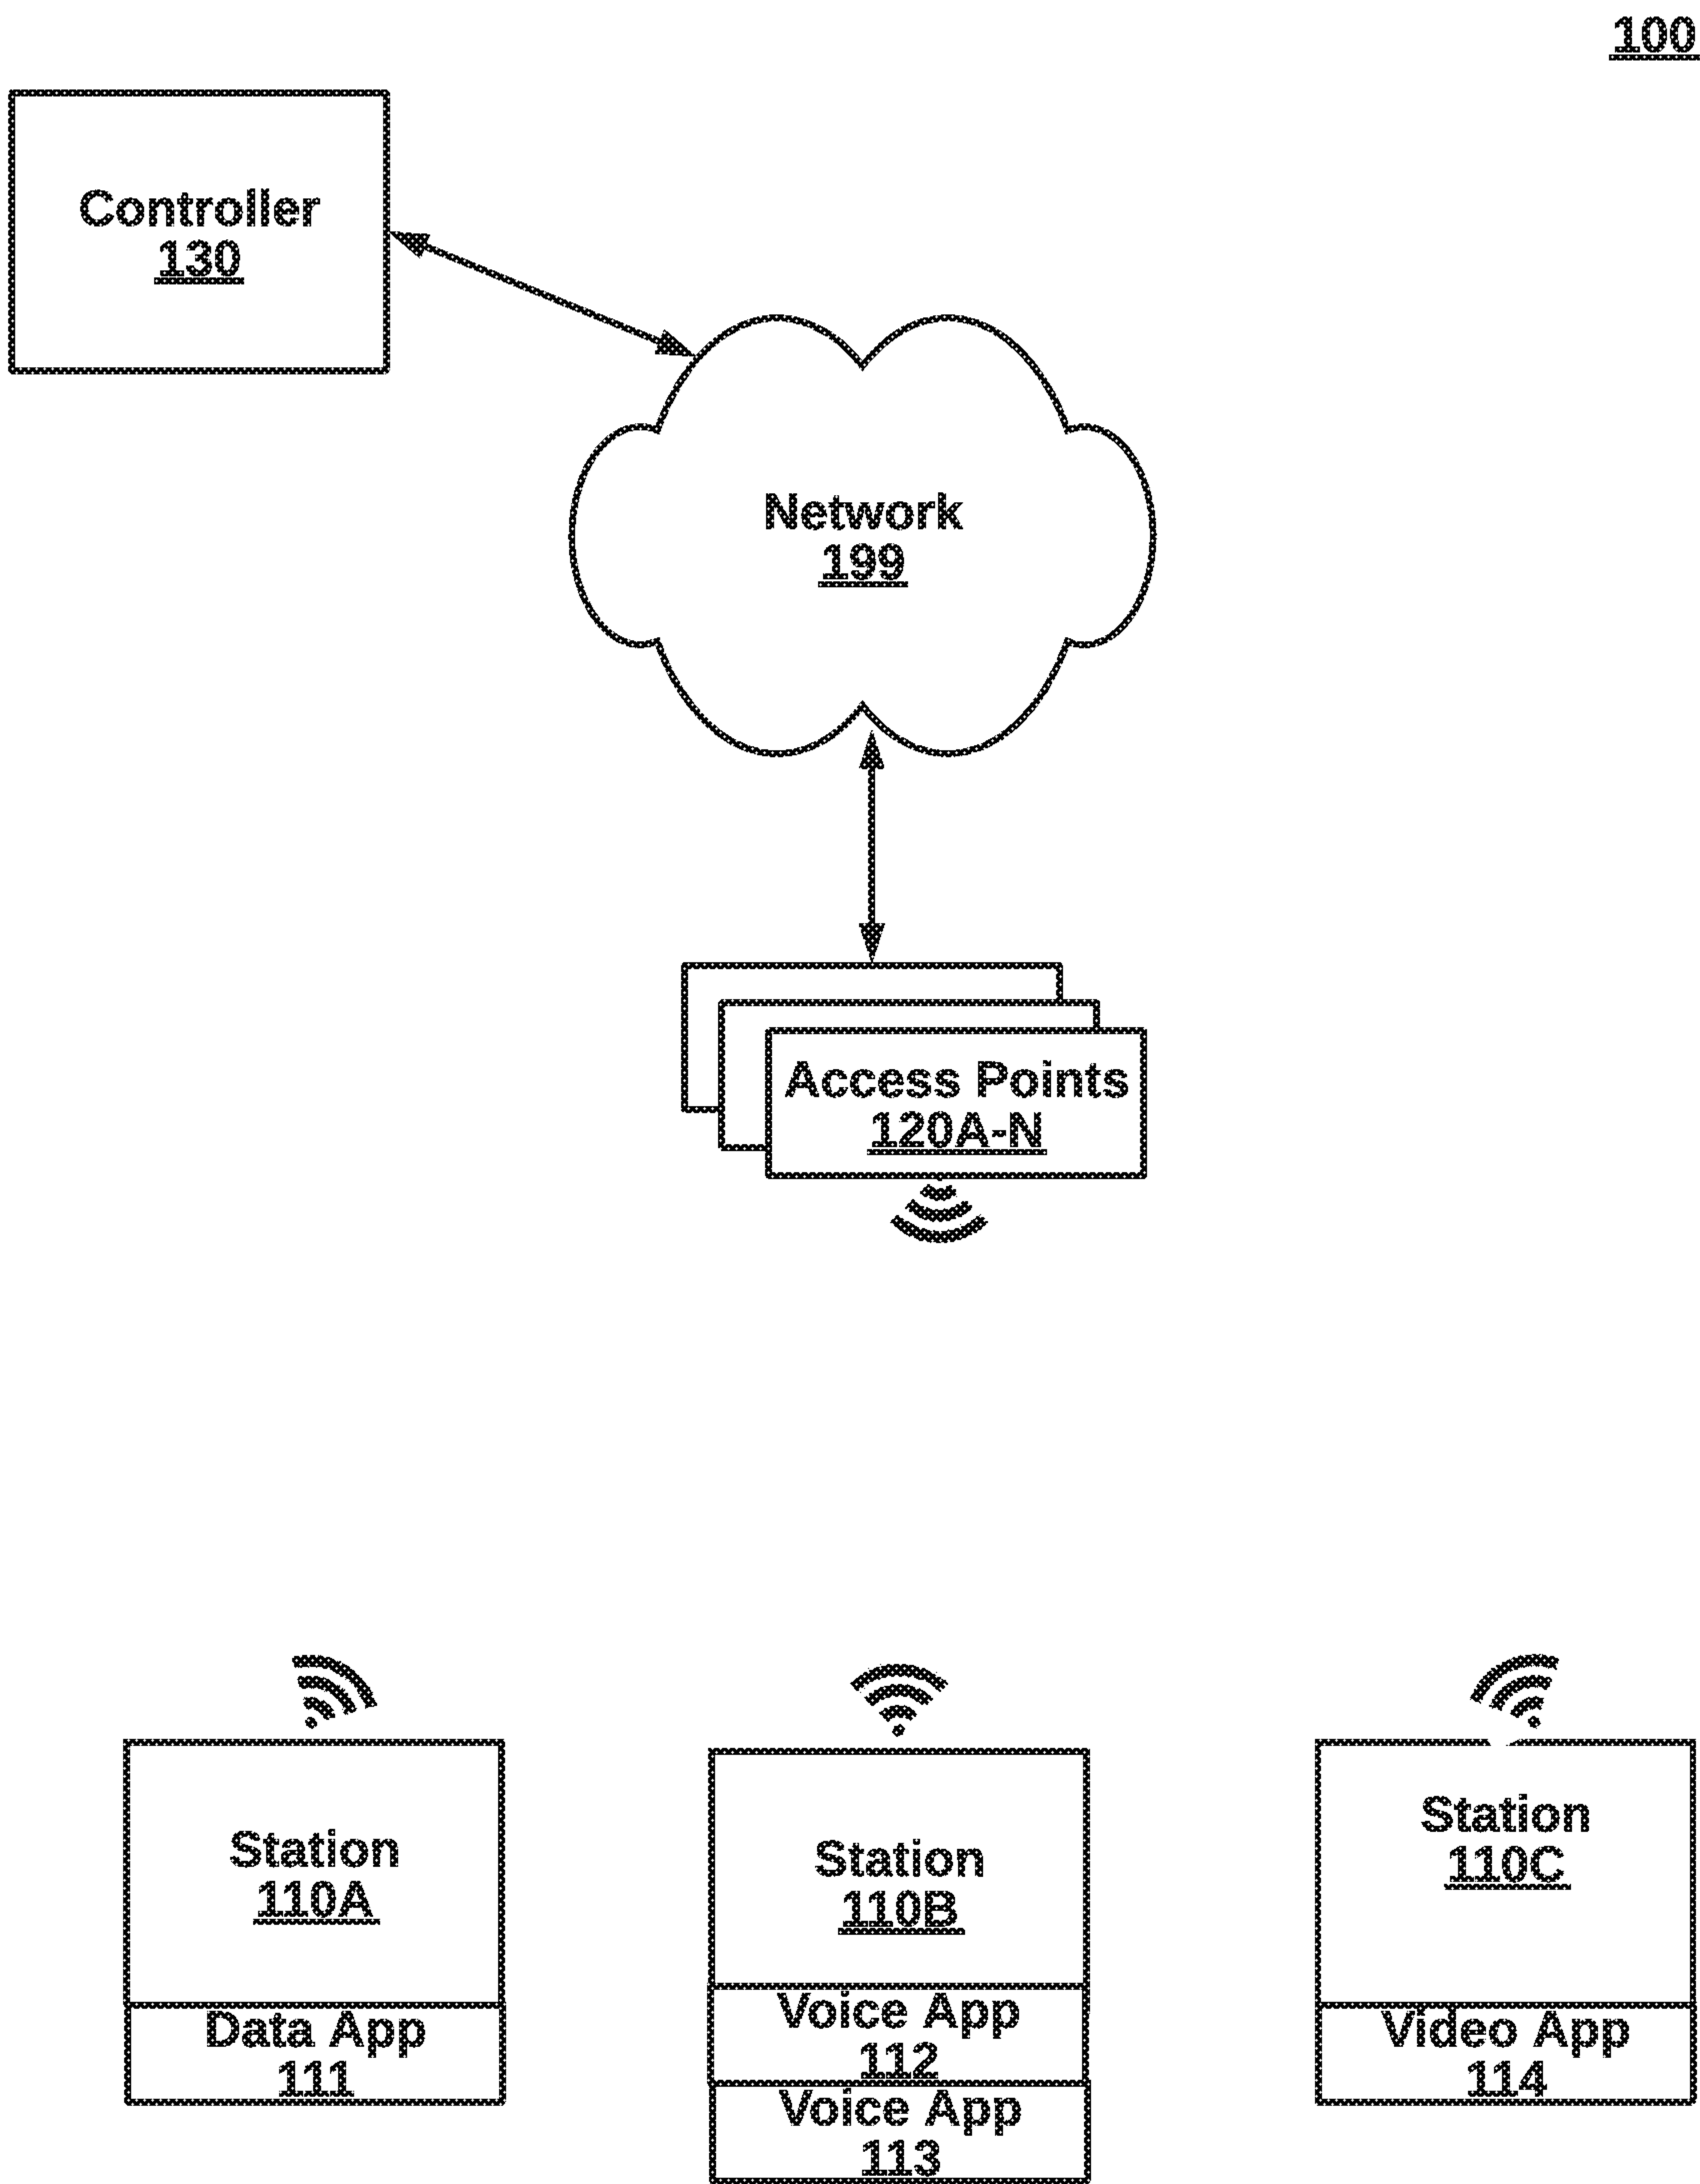 100
Controller
130
Network
199
Access Points
120A-N
Station
110A
Data App
111
Station
110B
Voice App
112
Voice App
113
Station
110C
Video App
114